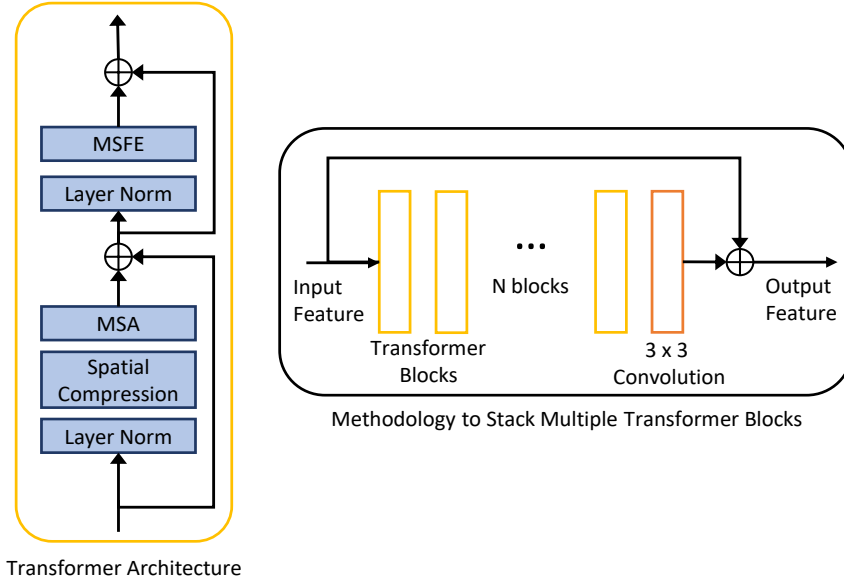 MSFE
Layer Norm
MSA
Spatial
Compression
Layer Norm
Transformer Architecture
Input
Feature
...
N blocks
Transformer
Blocks
3 x 3
Convolution
Output
Feature
Methodology to Stack Multiple Transformer Blocks